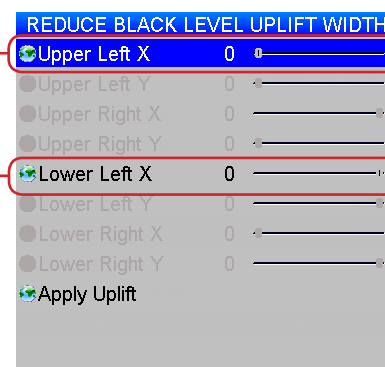 REDUCE BLACK LEVEL UPLIFT WIDTH
Upper Left X 0
Upper Left Y 0
Upper Right X 0
Upper Right Y 0
Lower Left X 0
Lower Left Y 0
Lower Right X 0
Lower Right Y 0
Apply Uplift